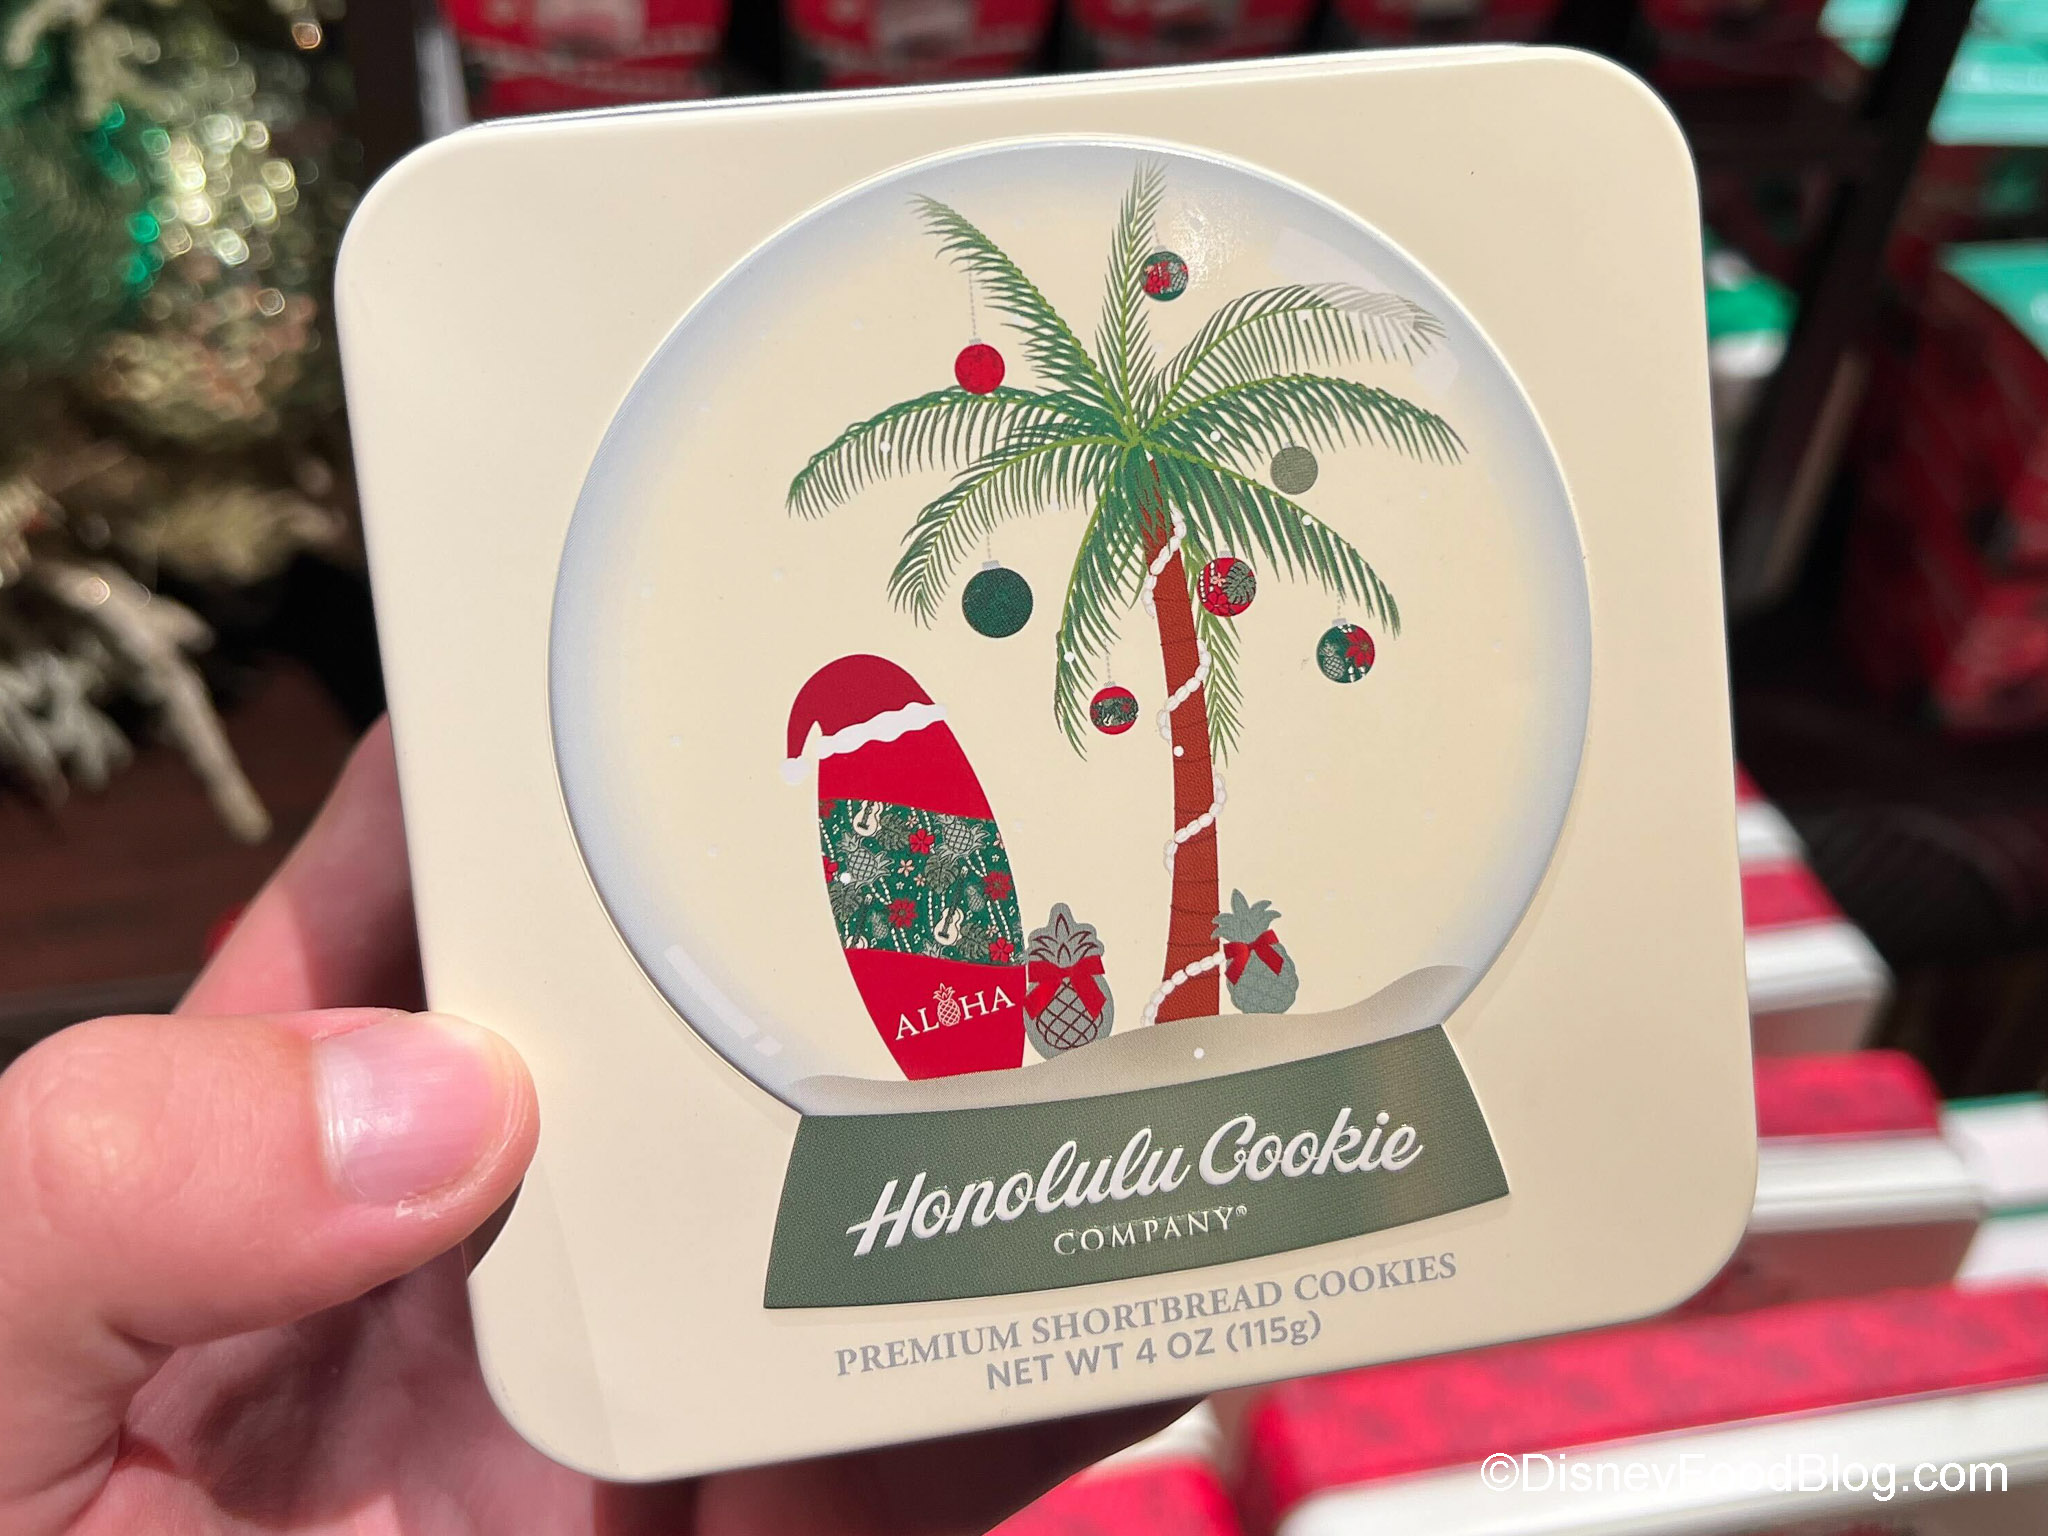 ALOHA
Honolulu Cookie
COMPANY®
PREMIUM SHORTBREAD COOKIES
NET WT 4 OZ (115g)
©DisneyFoodBlog.com